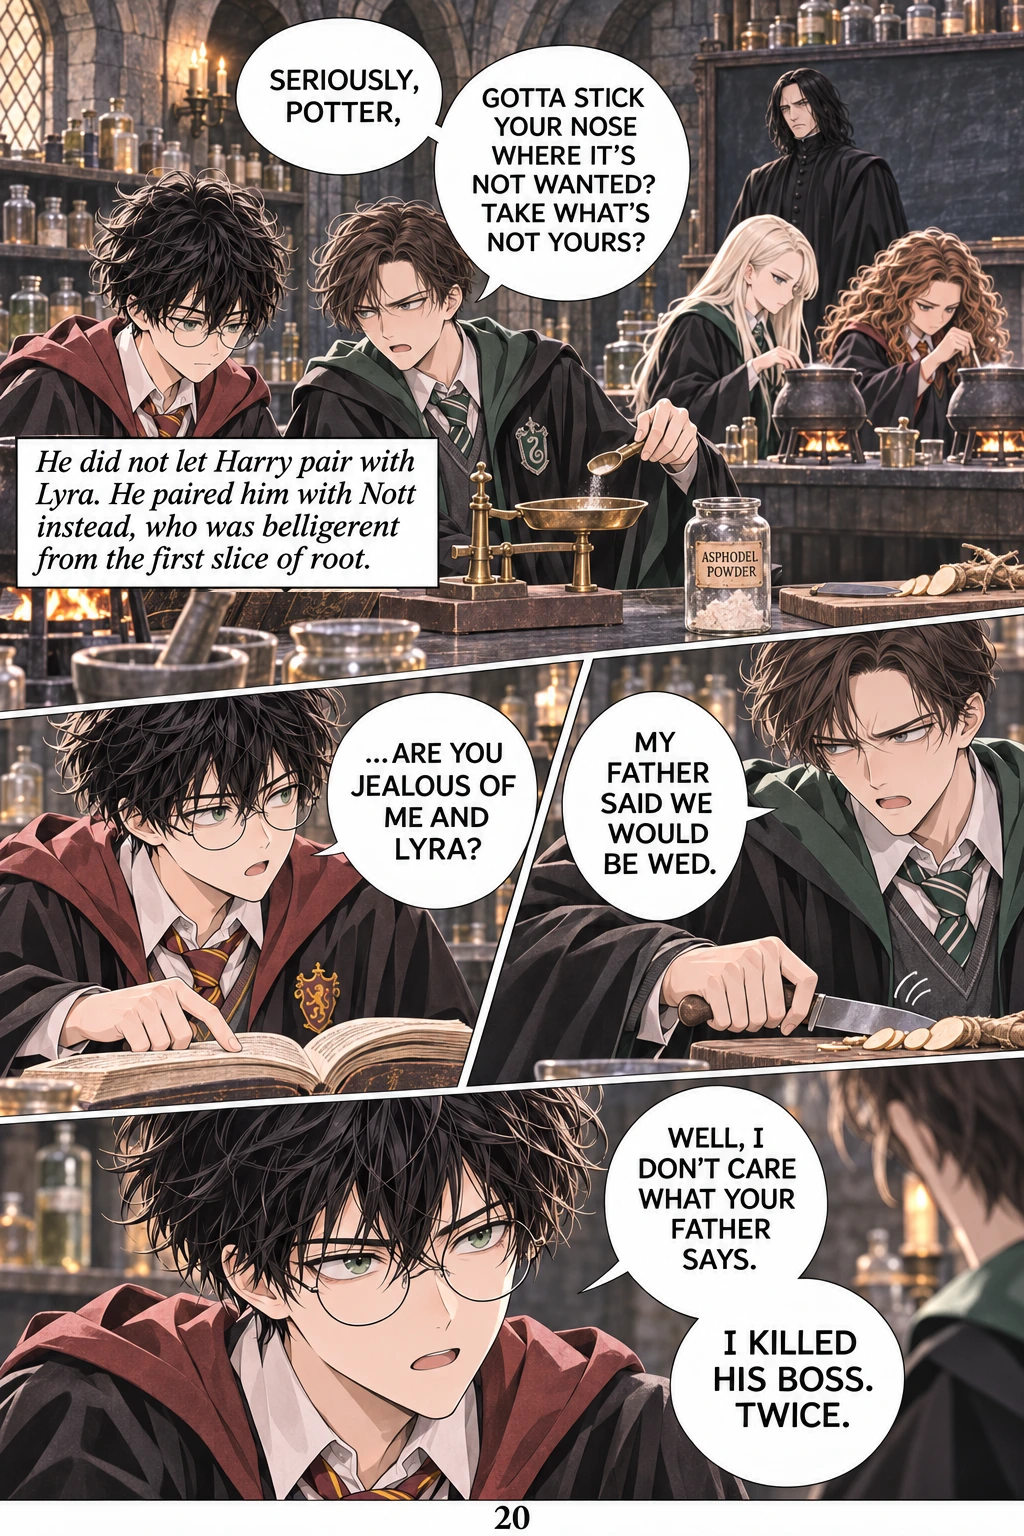 SERIOUSLY,
POTTER,
GOTTA STICK
YOUR NOSE
WHERE IT'S
NOT WANTED?
TAKE WHAT'S
NOT YOURS?
He did not let Harry pair with
Lyra. He paired him with Nott
instead, who was belligerent
from the first slice of root.
ASPHODEL
POWDER
...ARE YOU
JEALOUS OF
ME AND
LYRA?
MY
FATHER
SAID WE
WOULD
BE WED.
WELL, I
DON'T CARE
WHAT YOUR
FATHER
SAYS.
I KILLED
HIS BOSS.
TWICE.
20